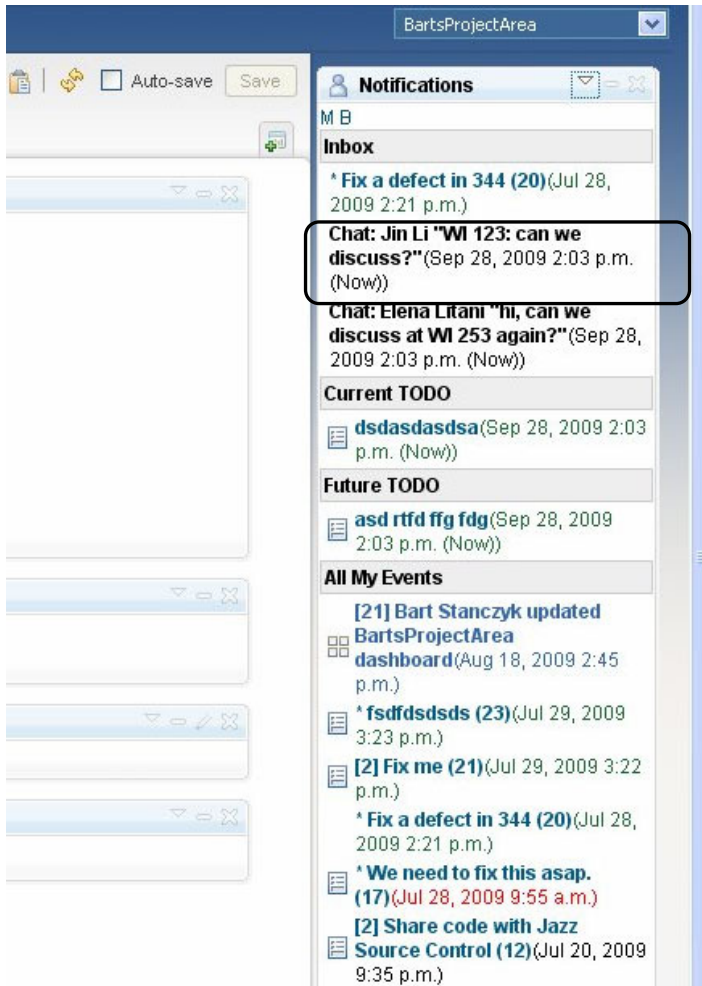 BartsProjectArea
Auto-save Save
Notifications
M B
Inbox
* Fix a defect in 344 (20)(Jul 28,
2009 2:21 p.m.)
Chat: Jin Li "WI 123: can we
discuss?"(Sep 28, 2009 2:03 p.m.
(Now))
Chat: Elena Litani "hi, can we
discuss at WI 253 again?"(Sep 28,
2009 2:03 p.m. (Now))
Current TODO
dsdasdasdsa(Sep 28, 2009 2:03
p.m. (Now))
Future TODO
asd rtfd ffg fdg(Sep 28, 2009
2:03 p.m. (Now))
All My Events
[21] Bart Stanczyk updated
BartsProjectArea
dashboard(Aug 18, 2009 2:45
p.m.)
* fsdfdsdsds (23)(Jul 29, 2009
3:23 p.m.)
[2] Fix me (21)(Jul 29, 2009 3:22
p.m.)
* Fix a defect in 344 (20)(Jul 28,
2009 2:21 p.m.)
* We need to fix this asap.
(17)(Jul 28, 2009 9:55 a.m.)
[2] Share code with Jazz
Source Control (12)(Jul 20, 2009
9:35 p.m.)